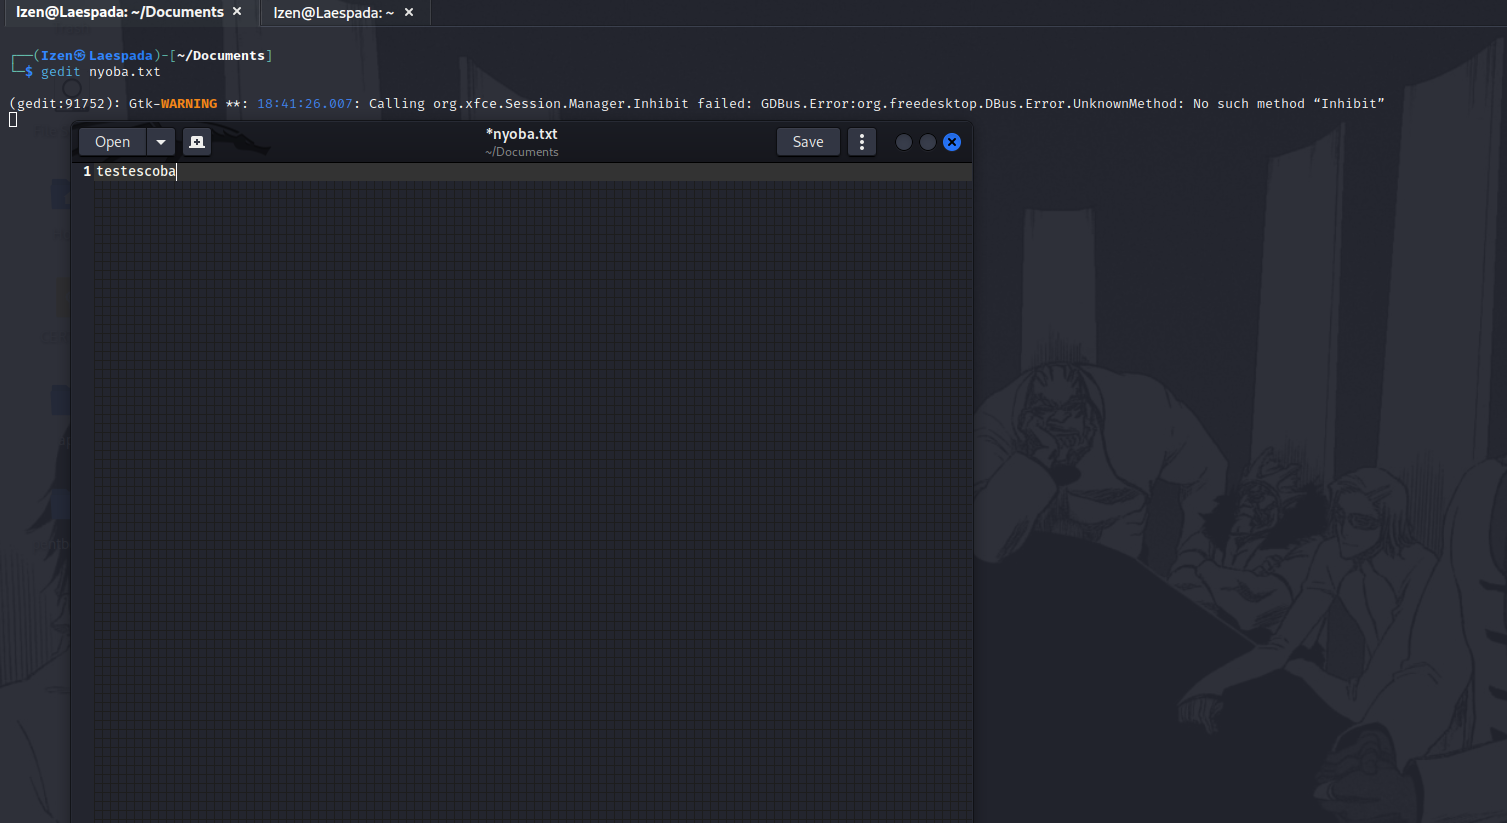 Izen@Laespada: ~/Documents × Izen@Laespada: ~ ×
┌──(Izen㉿Laespada)-[~/Documents]
└─$ gedit nyoba.txt
(gedit:91752): Gtk-WARNING **: 18:41:26.007: Calling org.xfce.Session.Manager.Inhibit failed: GDBus.Error:org.freedesktop.DBus.Error.UnknownMethod: No such method “Inhibit”
Open *nyoba.txt Save
~/Documents
1 testescoba